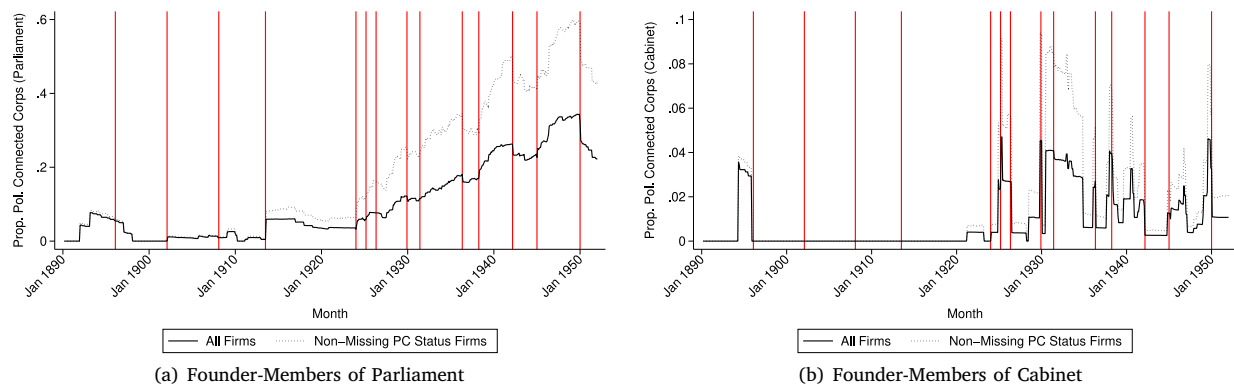 Prop. Pol. Connected Corps (Parliament)
.6
.4
.2
0
Jan 1890
Jan 1900
Jan 1910
Jan 1920
Jan 1930
Jan 1940
Jan 1950
Month
All Firms
Non–Missing PC Status Firms
(a) Founder-Members of Parliament
Prop. Pol. Connected Corps (Cabinet)
.1
.08
.06
.04
.02
0
Jan 1890
Jan 1900
Jan 1910
Jan 1920
Jan 1930
Jan 1940
Jan 1950
Month
All Firms
Non–Missing PC Status Firms
(b) Founder-Members of Cabinet